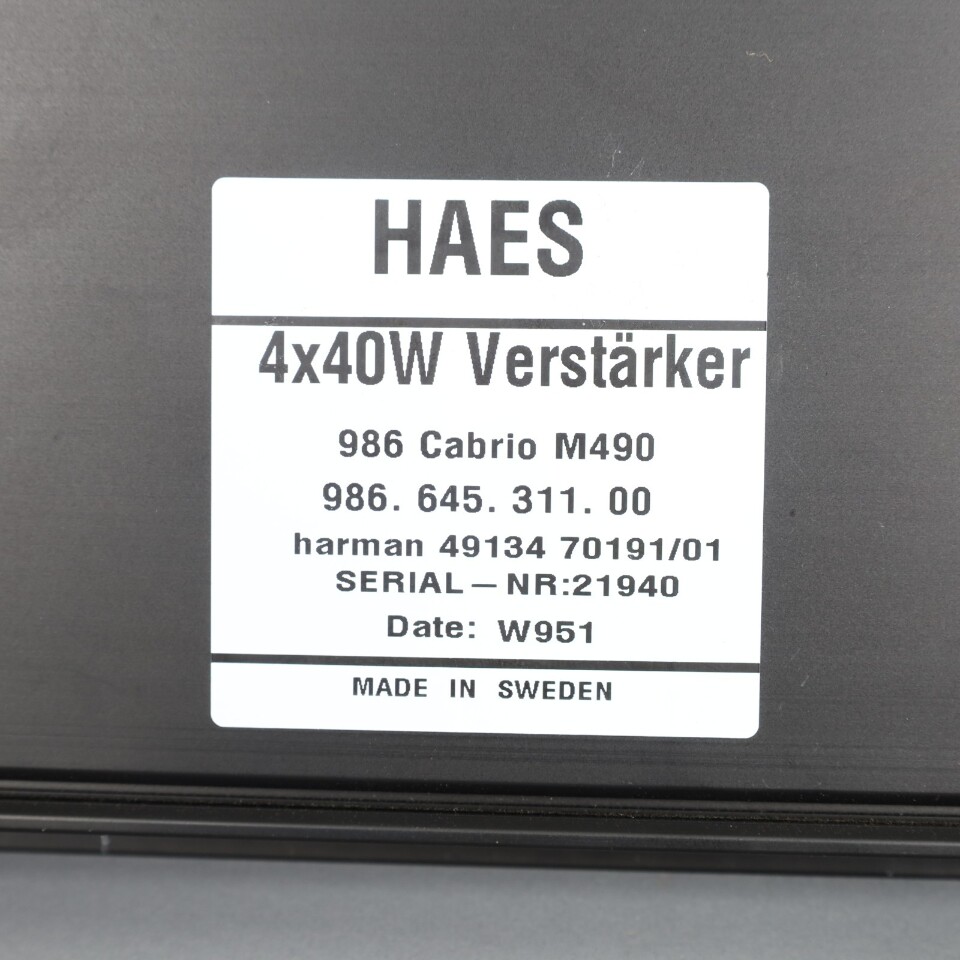 HAES
4x40W Verstärker
986 Cabrio M490
986. 645. 311. 00
harman 49134 70191/01
SERIAL — NR:21940
Date: W951
MADE IN SWEDEN